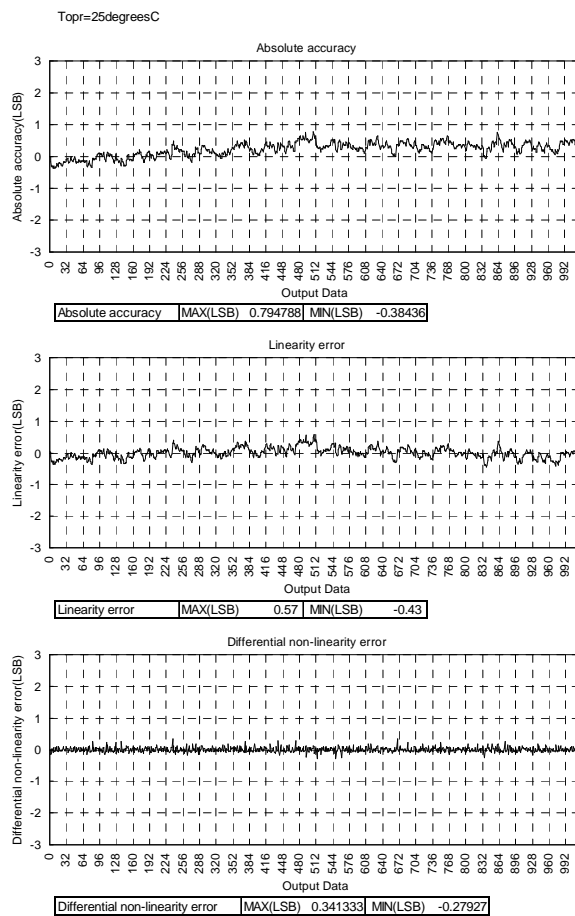 Topr=25degreesC
Absolute accuracy
Absolute accuracy(LSB)
3
2
1
0
-1
-2
-3
0 32 64 96 128 160 192 224 256 288 320 352 384 416 448 480 512 544 576 608 640 672 704 736 768 800 832 864 896 928 960 992
Output Data
Absolute accuracy MAX(LSB) 0.794788 MIN(LSB) -0.38436
Linearity error
Linearity error(LSB)
3
2
1
0
-1
-2
-3
0 32 64 96 128 160 192 224 256 288 320 352 384 416 448 480 512 544 576 608 640 672 704 736 768 800 832 864 896 928 960 992
Output Data
Linearity error MAX(LSB) 0.57 MIN(LSB) -0.43
Differential non-linearity error
Differential non-linearity error(LSB)
3
2
1
0
-1
-2
-3
0 32 64 96 128 160 192 224 256 288 320 352 384 416 448 480 512 544 576 608 640 672 704 736 768 800 832 864 896 928 960 992
Output Data
Differential non-linearity error MAX(LSB) 0.341333 MIN(LSB) -0.27927